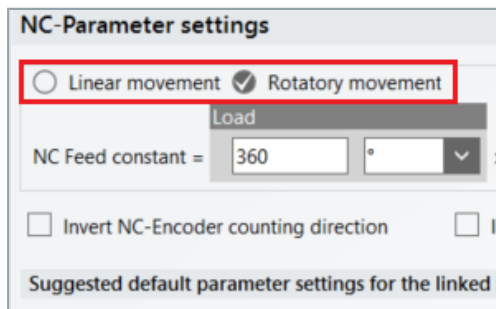 NC-Parameter settings
Linear movement Rotatory movement
Load
NC Feed constant = 360 °
Invert NC-Encoder counting direction
Suggested default parameter settings for the linked